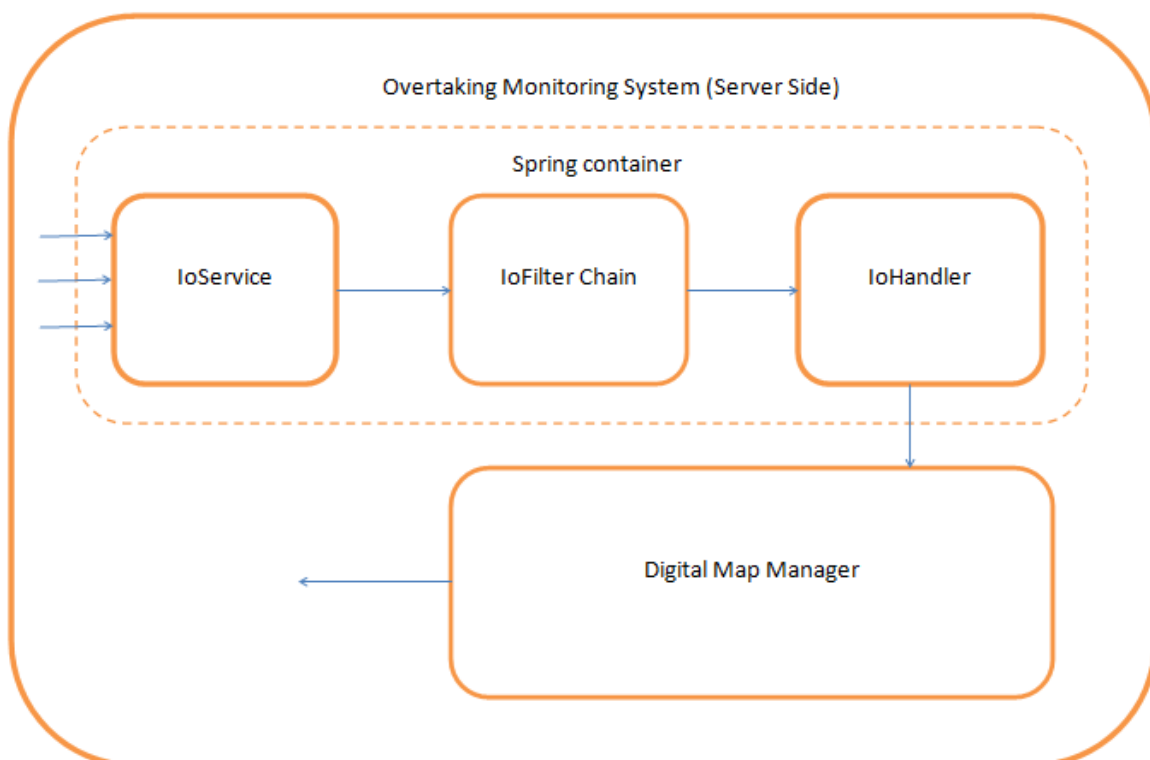 Overtaking Monitoring System (Server Side)
Spring container
IoService
IoFilter Chain
IoHandler
Digital Map Manager